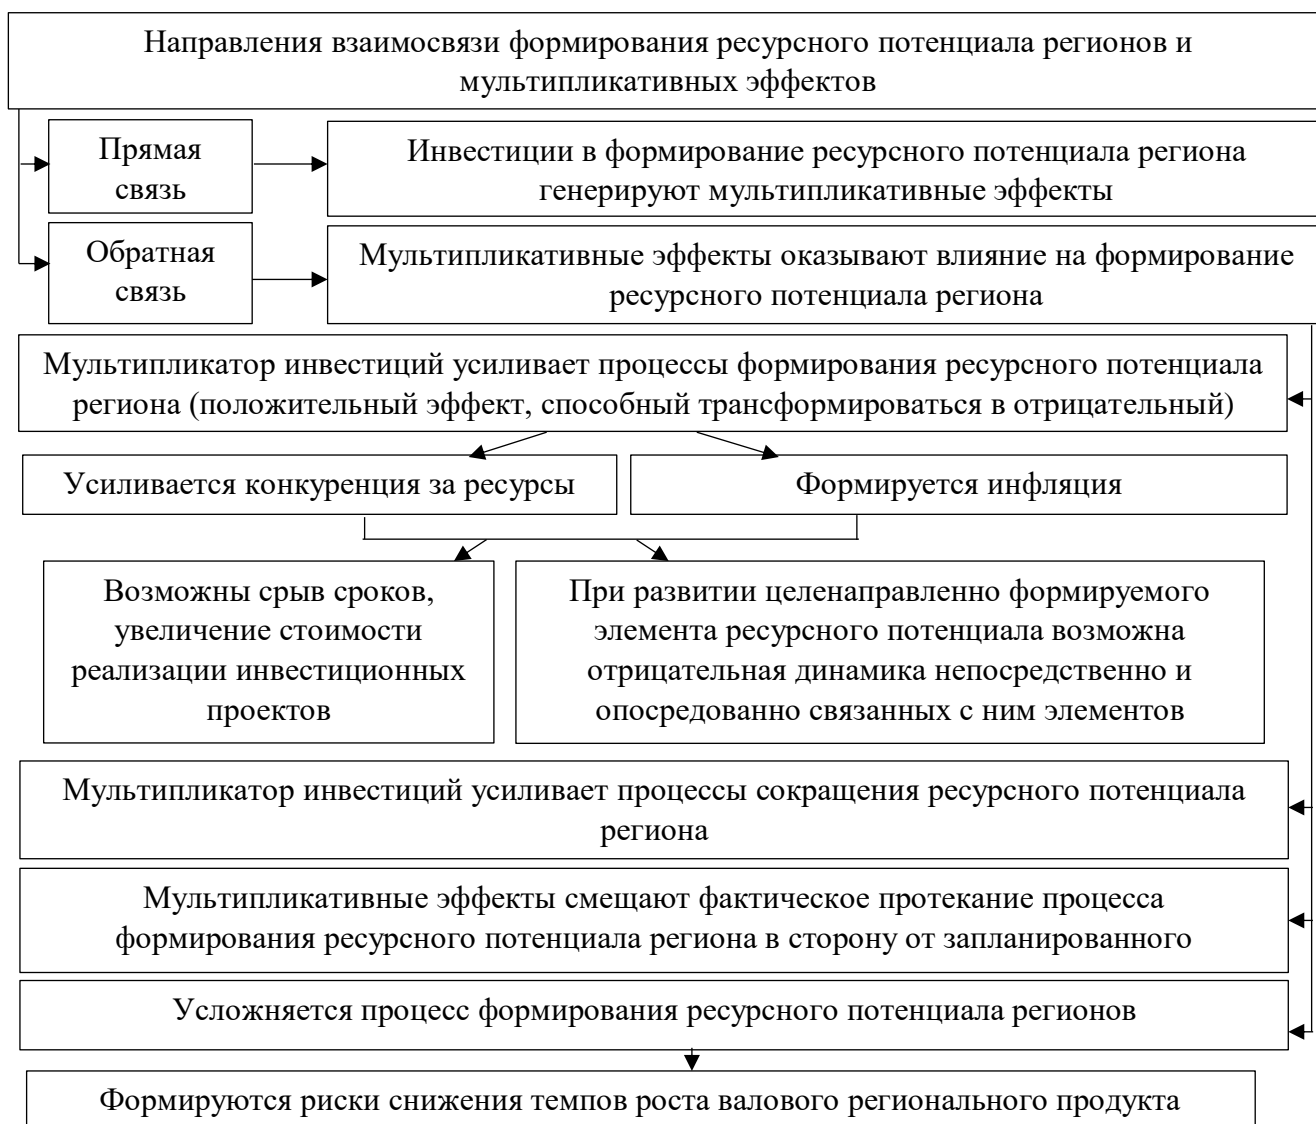 Направления взаимосвязи формирования ресурсного потенциала регионов и
мультипликативных эффектов
Прямая
связь
Инвестиции в формирование ресурсного потенциала региона
генерируют мультипликативные эффекты
Обратная
связь
Мультипликативные эффекты оказывают влияние на формирование
ресурсного потенциала региона
Мультипликатор инвестиций усиливает процессы формирования ресурсного потенциала
региона (положительный эффект, способный трансформироваться в отрицательный)
Усиливается конкуренция за ресурсы
Формируется инфляция
Возможны срыв сроков,
увеличение стоимости
реализации инвестиционных
проектов
При развитии целенаправленно формируемого
элемента ресурсного потенциала возможна
отрицательная динамика непосредственно и
опосредованно связанных с ним элементов
Мультипликатор инвестиций усиливает процессы сокращения ресурсного потенциала
региона
Мультипликативные эффекты смещают фактическое протекание процесса
формирования ресурсного потенциала региона в сторону от запланированного
Усложняется процесс формирования ресурсного потенциала регионов
Формируются риски снижения темпов роста валового регионального продукта